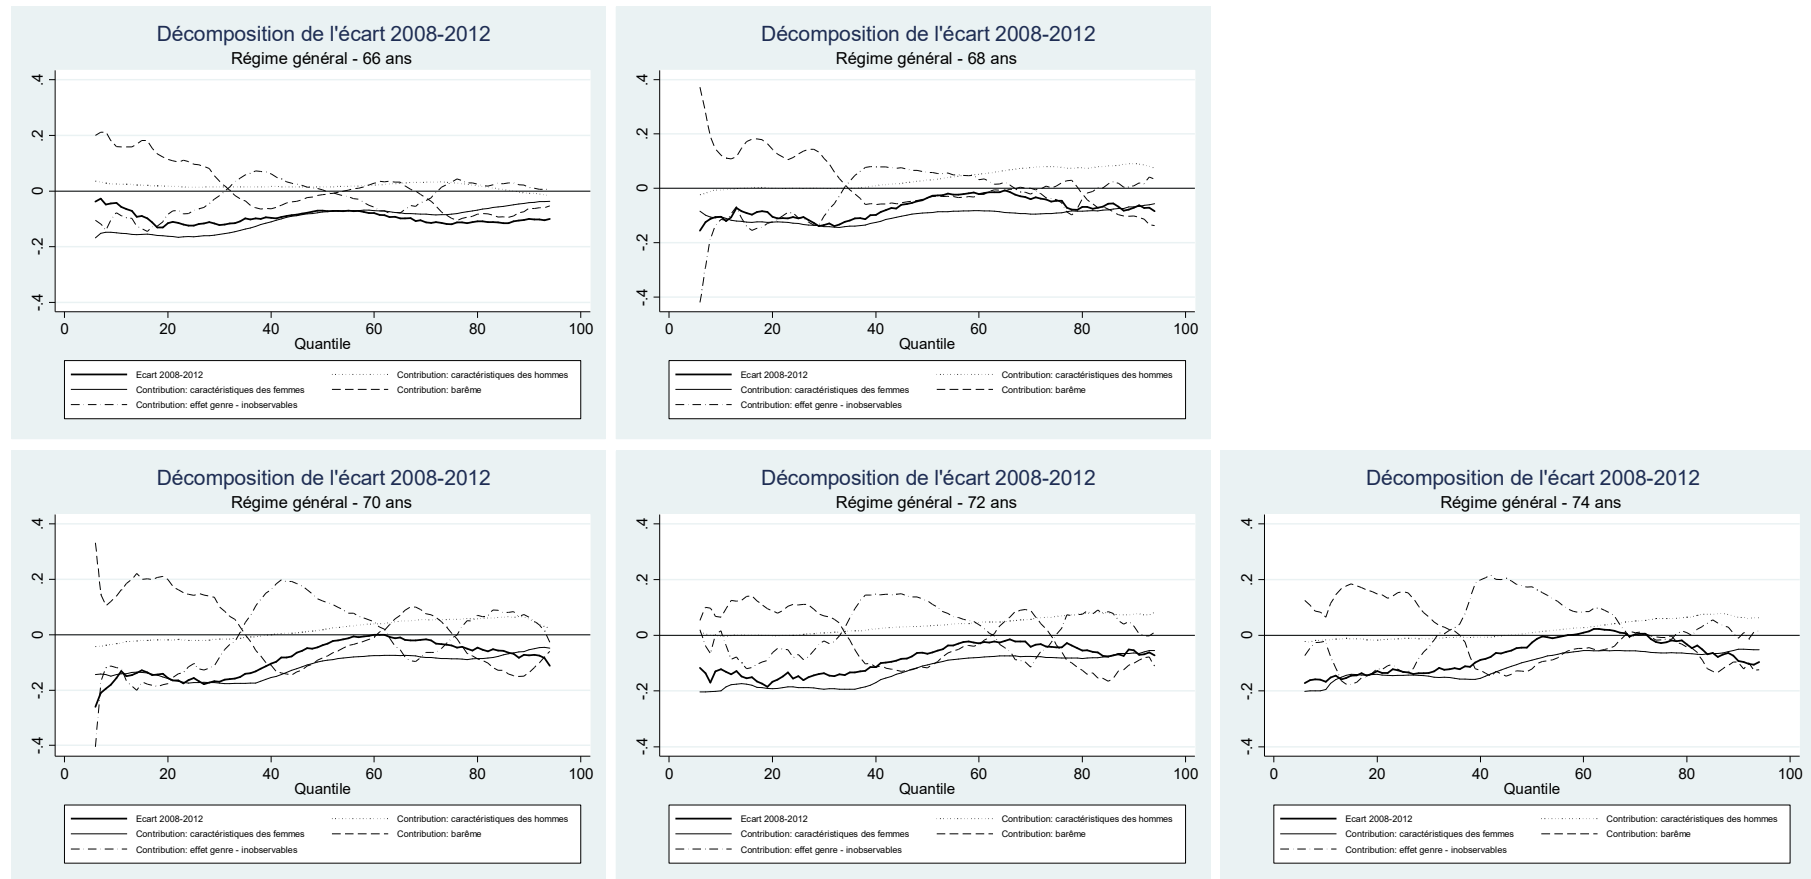 Décomposition de l'écart 2008-2012
Régime général - 66 ans
.4
.2
0
-.2
-.4
0 20 40 60 80 100
Quantile
Ecart 2008-2012 Contribution: caractéristiques des hommes
Contribution: caractéristiques des femmes Contribution: barême
Contribution: effet genre - inobservables
Décomposition de l'écart 2008-2012
Régime général - 68 ans
.4
.2
0
-.2
-.4
0 20 40 60 80 100
Quantile
Ecart 2008-2012 Contribution: caractéristiques des hommes
Contribution: caractéristiques des femmes Contribution: barême
Contribution: effet genre - inobservables
Décomposition de l'écart 2008-2012
Régime général - 70 ans
.4
.2
0
-.2
-.4
0 20 40 60 80 100
Quantile
Ecart 2008-2012 Contribution: caractéristiques des hommes
Contribution: caractéristiques des femmes Contribution: barême
Contribution: effet genre - inobservables
Décomposition de l'écart 2008-2012
Régime général - 72 ans
.4
.2
0
-.2
-.4
0 20 40 60 80 100
Quantile
Ecart 2008-2012 Contribution: caractéristiques des hommes
Contribution: caractéristiques des femmes Contribution: barême
Contribution: effet genre - inobservables
Décomposition de l'écart 2008-2012
Régime général - 74 ans
.4
.2
0
-.2
-.4
0 20 40 60 80 100
Quantile
Ecart 2008-2012 Contribution: caractéristiques des hommes
Contribution: caractéristiques des femmes Contribution: barême
Contribution: effet genre - inobservables